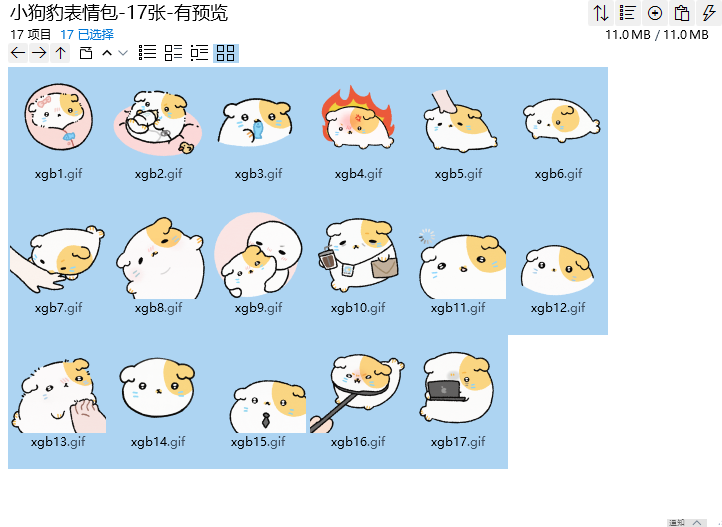 小狗豹表情包-17张-有预览
17 项目 17 已选择
11.0 MB / 11.0 MB
xgb1.gif xgb2.gif xgb3.gif xgb4.gif xgb5.gif xgb6.gif
xgb7.gif xgb8.gif xgb9.gif xgb10.gif xgb11.gif xgb12.gif
xgb13.gif xgb14.gif xgb15.gif xgb16.gif xgb17.gif
通知